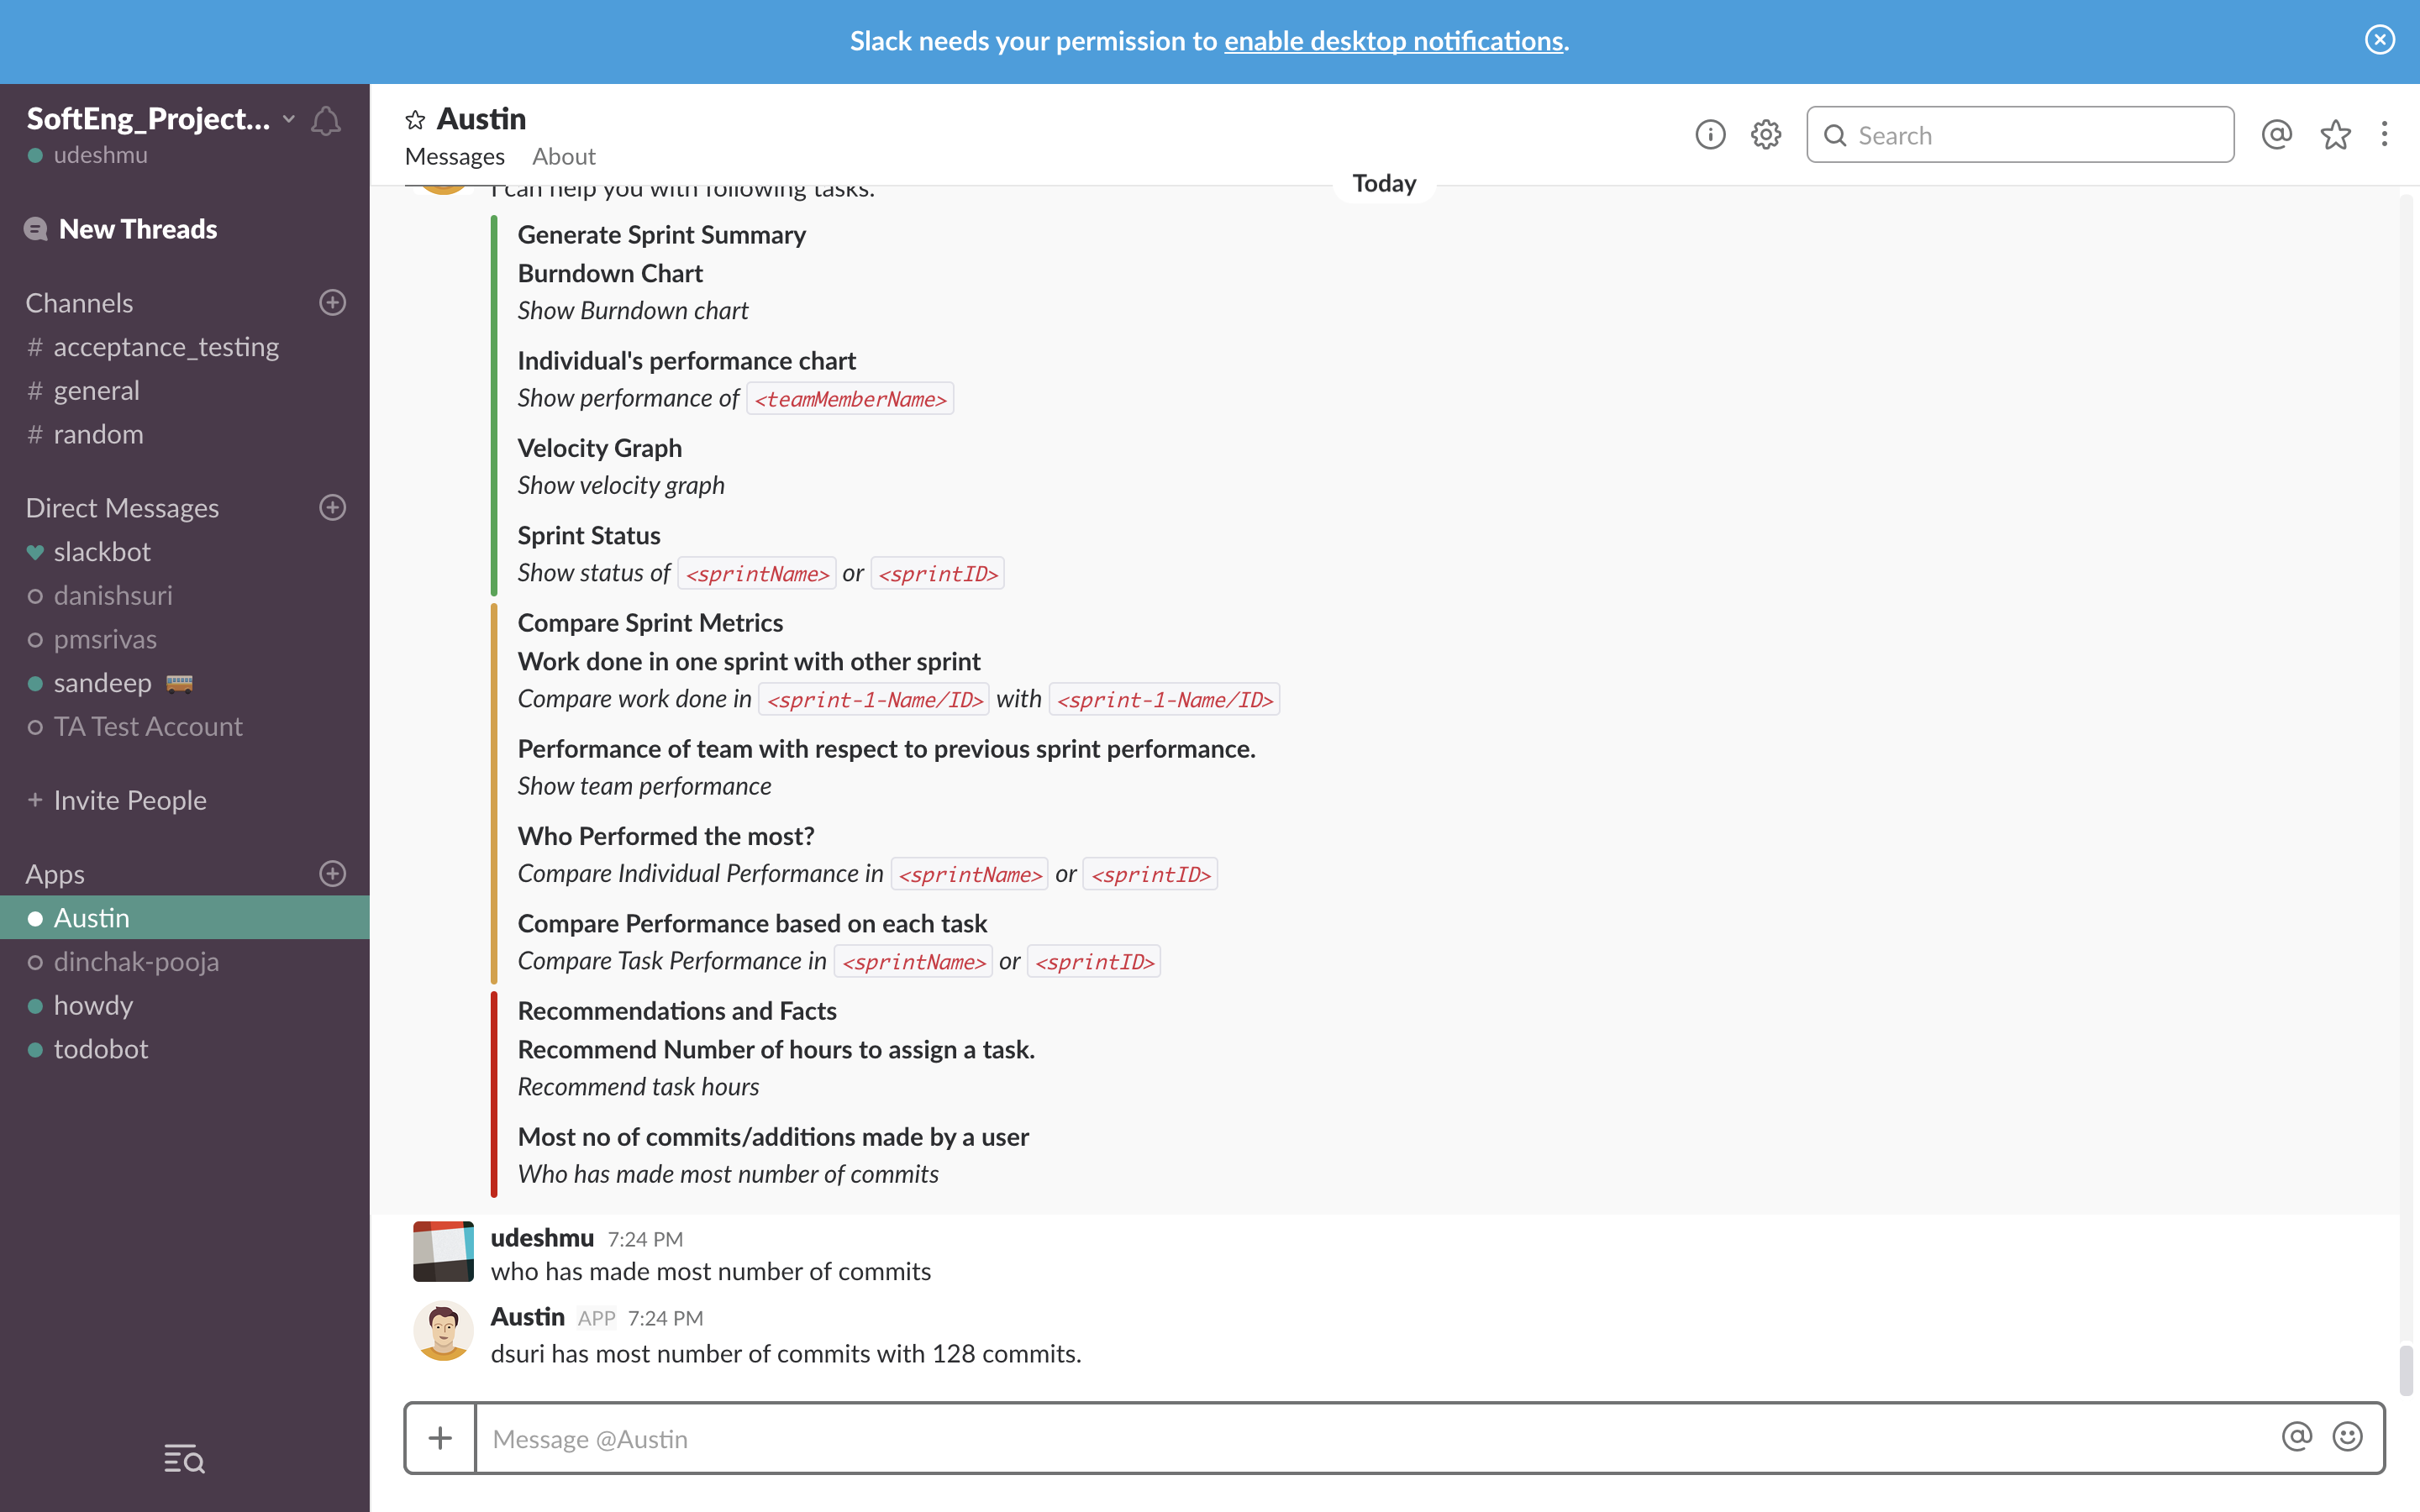 Slack needs your permission to enable desktop notifications.
SoftEng_Project...
udeshmu
New Threads
Channels
# acceptance_testing
# general
# random
Direct Messages
slackbot
danishsuri
pmsrivas
sandeep
TA Test Account
+ Invite People
Apps
Austin
dinchak-pooja
howdy
todobot
Austin
Messages About
Search
Today
I can help you with following tasks.
Generate Sprint Summary
Burndown Chart
Show Burndown chart
Individual's performance chart
Show performance of <teamMemberName>
Velocity Graph
Show velocity graph
Sprint Status
Show status of <sprintName> or <sprintID>
Compare Sprint Metrics
Work done in one sprint with other sprint
Compare work done in <sprint-1-Name/ID> with <sprint-1-Name/ID>
Performance of team with respect to previous sprint performance.
Show team performance
Who Performed the most?
Compare Individual Performance in <sprintName> or <sprintID>
Compare Performance based on each task
Compare Task Performance in <sprintName> or <sprintID>
Recommendations and Facts
Recommend Number of hours to assign a task.
Recommend task hours
Most no of commits/additions made by a user
Who has made most number of commits
udeshmu 7:24 PM
who has made most number of commits
Austin APP 7:24 PM
dsuri has most number of commits with 128 commits.
Message @Austin